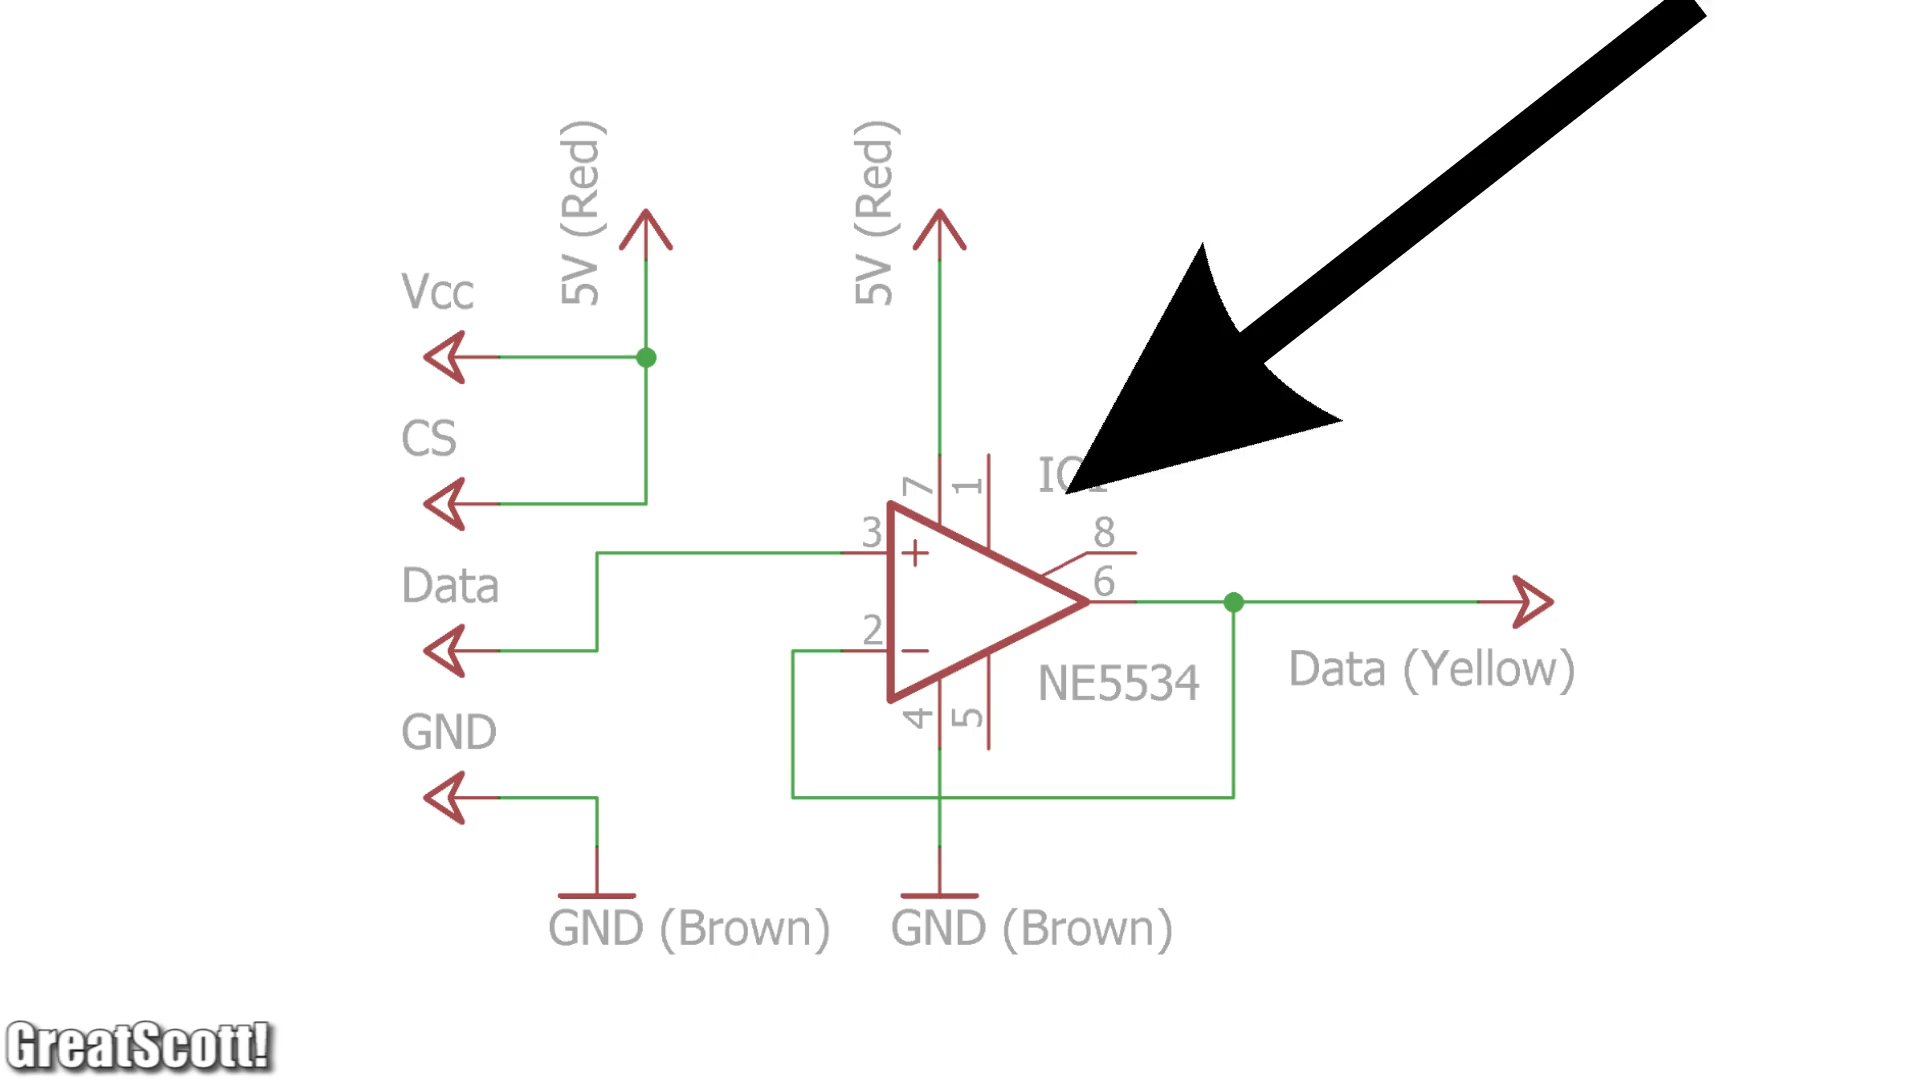 5V (Red)
5V (Red)
Vcc
CS
Data
GND
7
1
3
8
6
2
4
5
+
−
NE5534
Data (Yellow)
GND (Brown)
GND (Brown)
GreatScott!